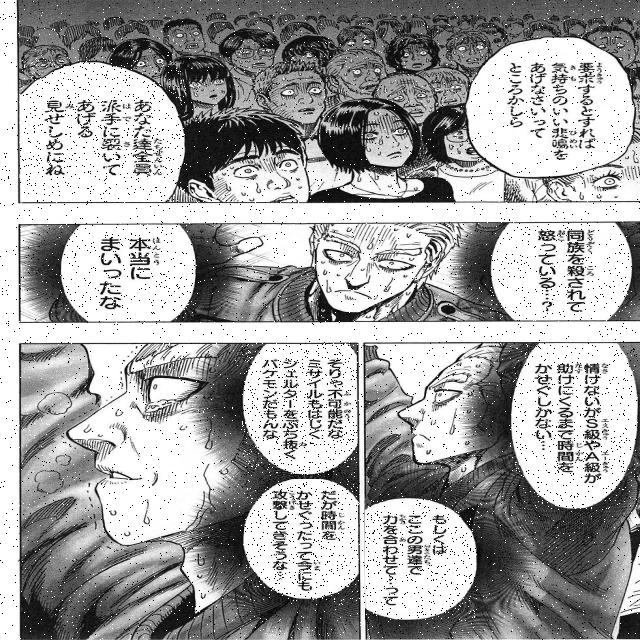 要求するとすれば
気持ちのいい悲鳴を
あげなさいって
ところかしら
あなた達全員
派手に裂いて
あげる
見せしめにね
同族を殺されて
怒っている…?
本当に
まいったな
情けないがS級やA級が
助けにくるまで時間を
かせぐしかない…
もしくは
ここの男達で
力を合わせて…って
そりゃ不可能だな
ミサイルをはじく
シェルターをぶち抜く
バケモンだもんな
だが時間を
かせぐったって今にも
攻撃してきそうな…